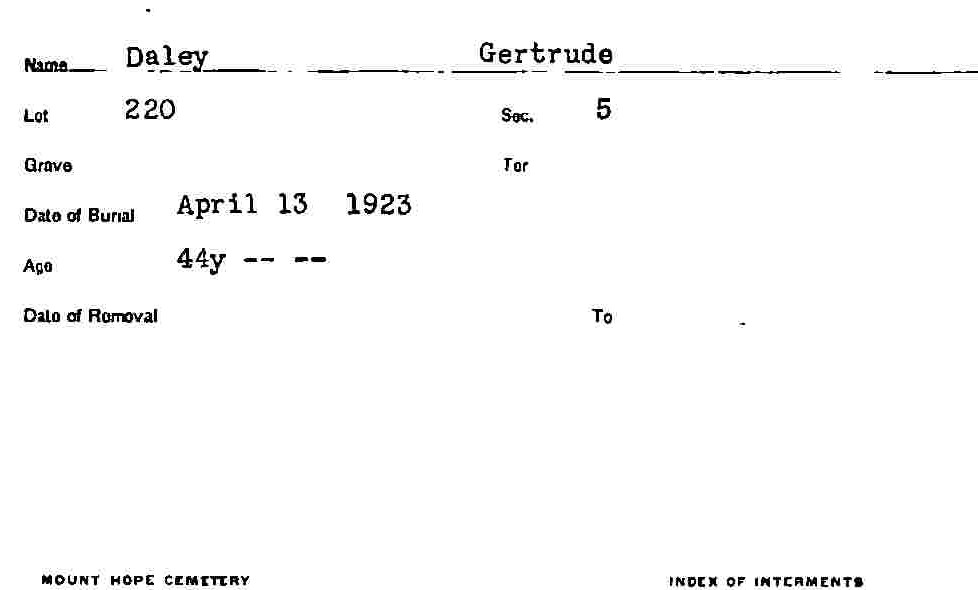 Name Daley Gertrude
Lot 220 Sec. 5
Grave Ter
Date of Burial April 13 1923
Age 44y -- --
Date of Removal To
MOUNT HOPE CEMETERY INDEX OF INTERMENTS